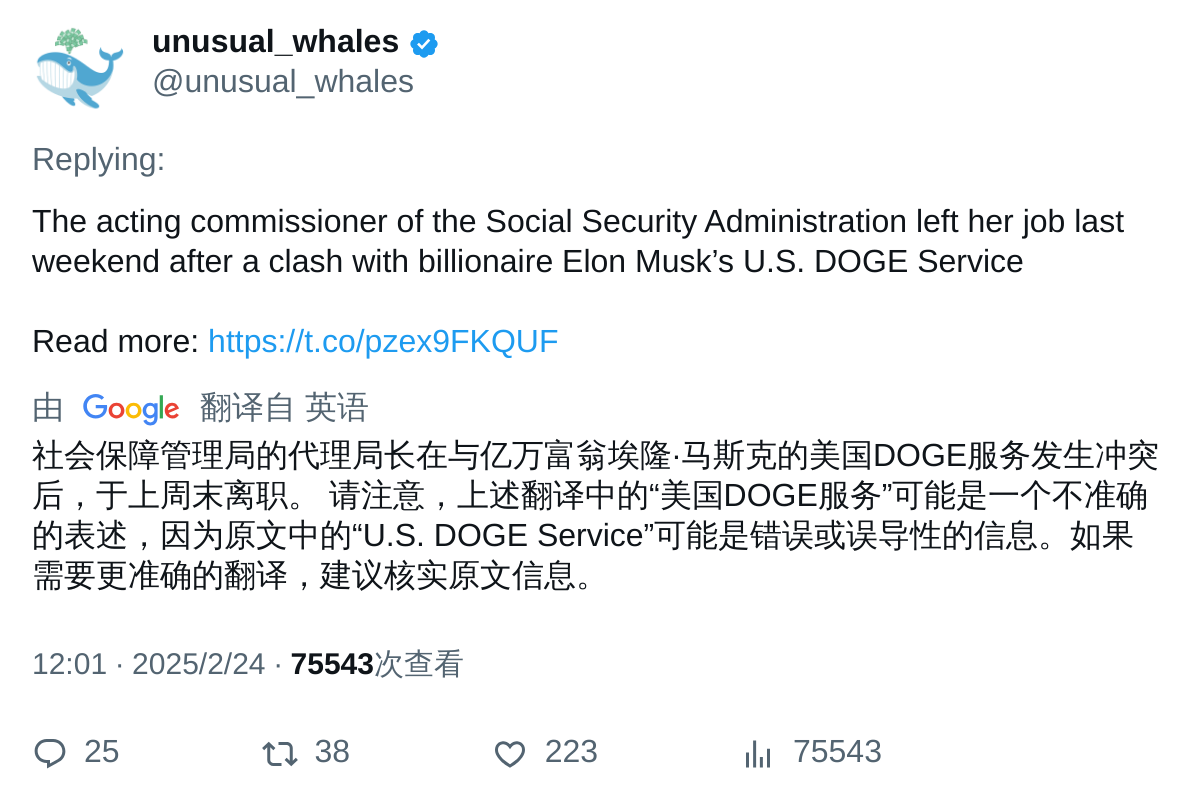 unusual_whales
@unusual_whales
Replying:
The acting commissioner of the Social Security Administration left her job last
weekend after a clash with billionaire Elon Musk’s U.S. DOGE Service
Read more: https://t.co/pzex9FKQUF
由 Google 翻译自 英语
社会保障管理局的代理局长在与亿万富翁埃隆·马斯克的美国DOGE服务发生冲突
后，于上周末离职。 请注意，上述翻译中的“美国DOGE服务”可能是一个不准确
的表述，因为原文中的“U.S. DOGE Service”可能是错误或误导性的信息。如果
需要更准确的翻译，建议核实原文信息。
12:01 · 2025/2/24 · 75543次查看
25 38 223 75543